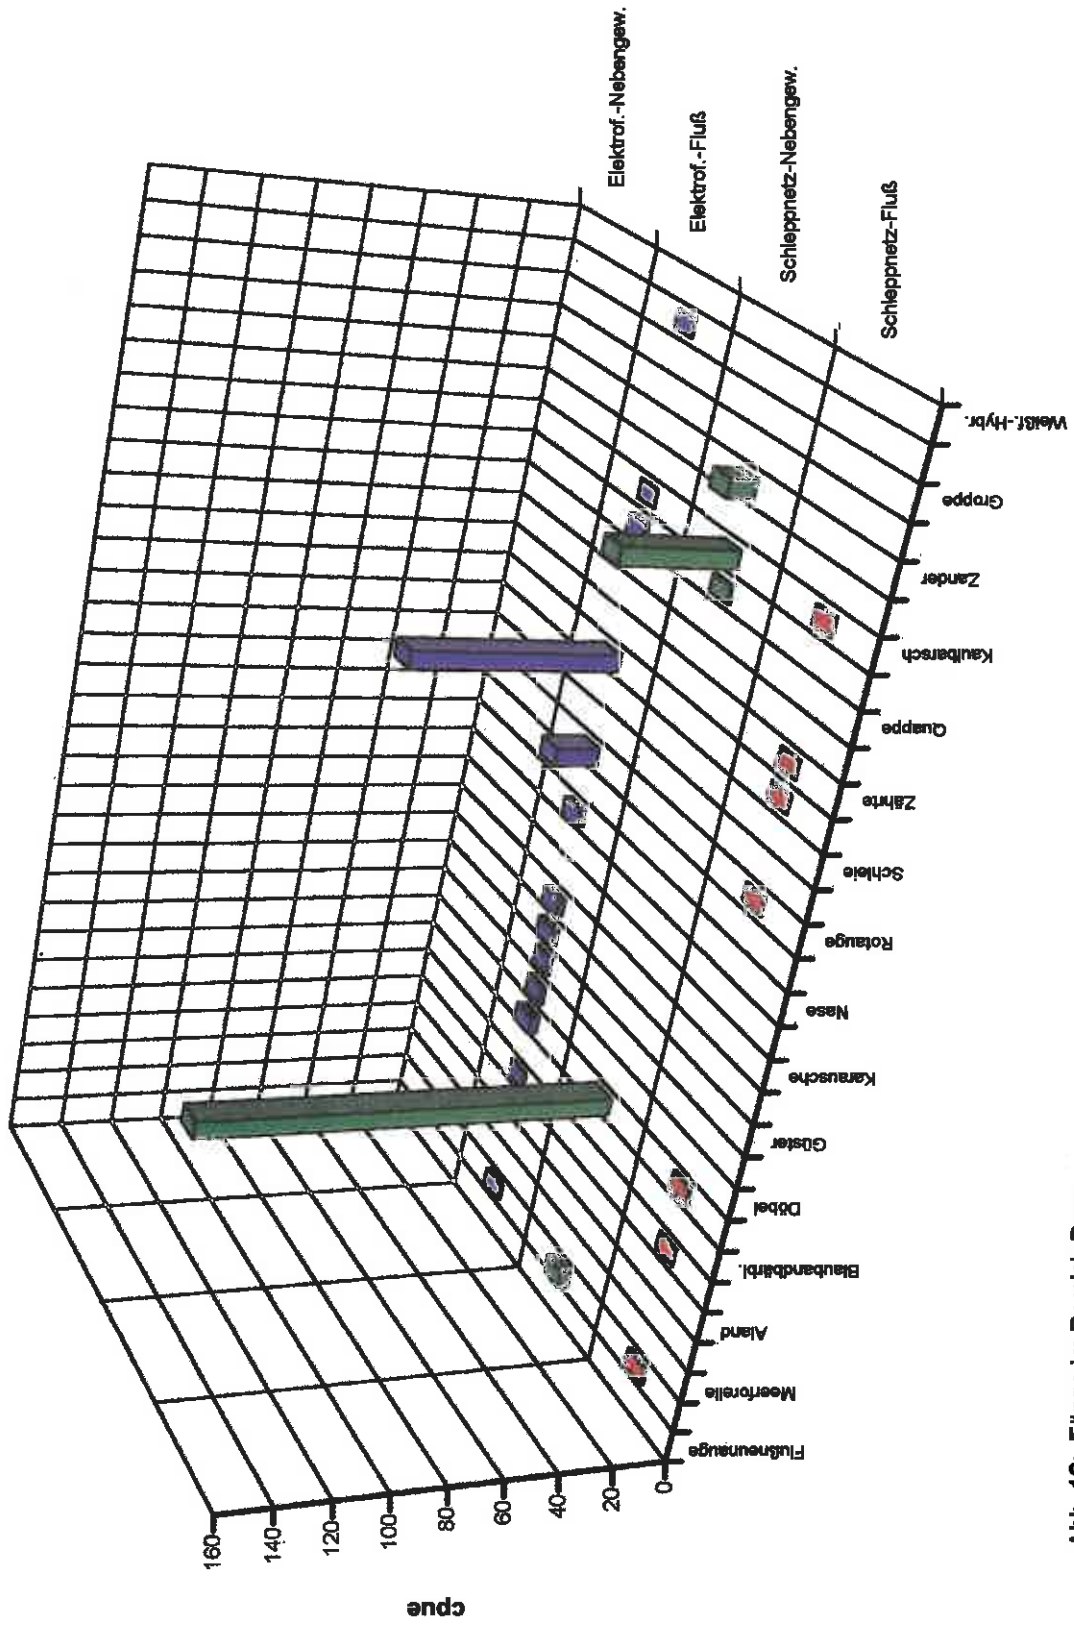 cpue
160
140
120
100
80
60
40
20
0
Flußneunauge
Meerforelle
Aland
Blaubandbärbl.
Döbel
Güster
Karausche
Nase
Rotauge
Schleie
Zährte
Quappe
Kaulbarsch
Zander
Groppe
Weißf.-Hybr.
Elektrof.-Nebengew.
Elektrof.-Fluß
Schleppnetz-Nebengew.
Schleppnetz-Fluß